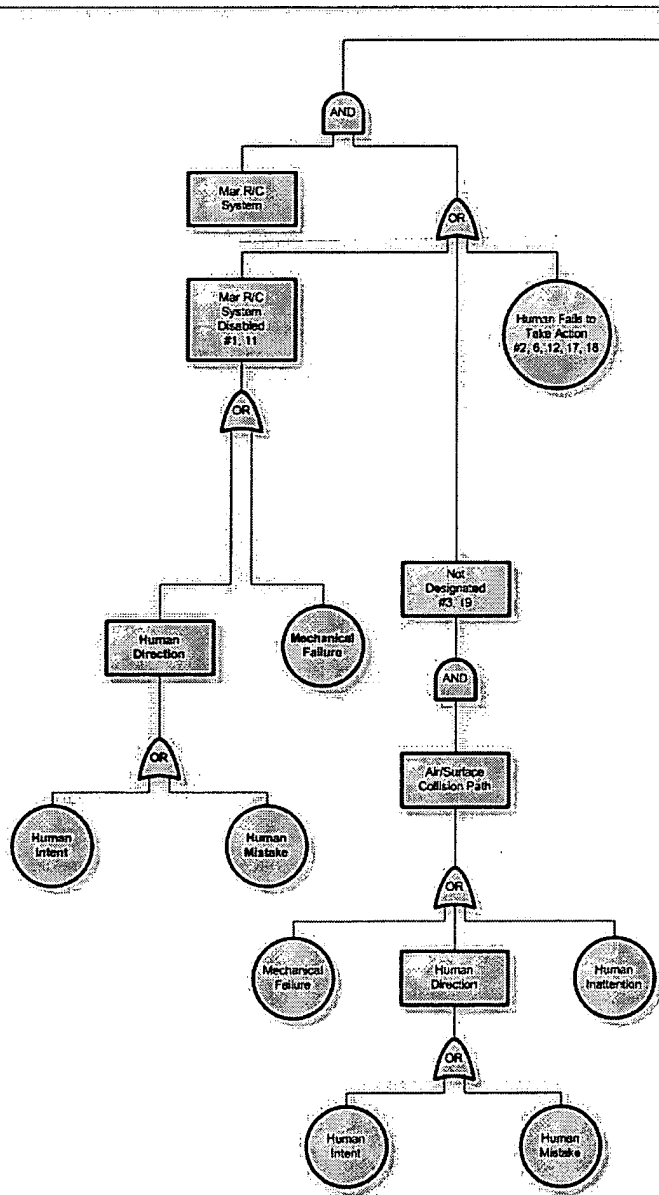 AND
Mar R/C
System
OR
Mar R/C
System
Disabled
#1, 11
Human Fails to
Take Action
#2, 6, 12, 17, 18
OR
Not
Designated
#3, 19
Human
Direction
Mechanical
Failure
AND
OR
Air/Surface
Collision Path
Human
Intent
Human
Mistake
OR
Mechanical
Failure
Human
Direction
Human
Inattention
OR
Human
Intent
Human
Mistake